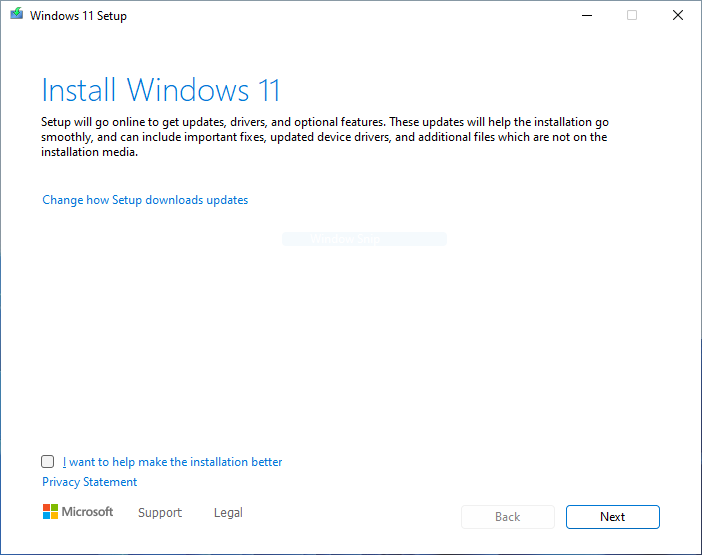 Windows 11 Setup
Install Windows 11
Setup will go online to get updates, drivers, and optional features. These updates will help the installation go
smoothly, and can include important fixes, updated device drivers, and additional files which are not on the
installation media.
Change how Setup downloads updates
I want to help make the installation better
Privacy Statement
Microsoft
Support
Legal
Back
Next